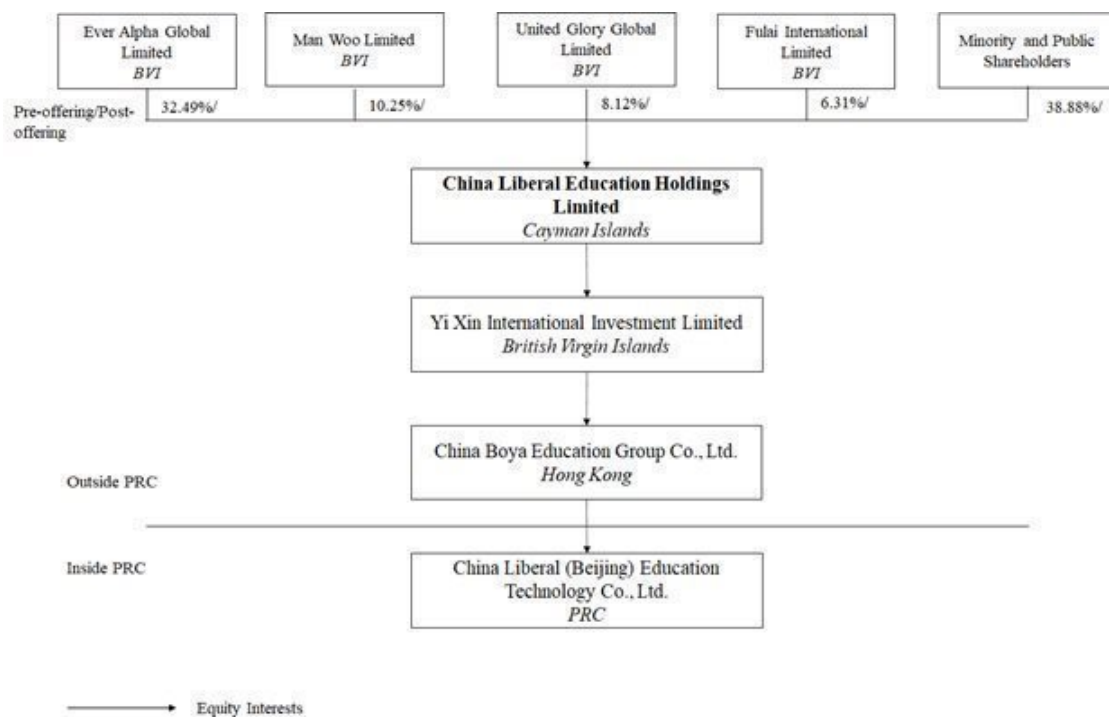 Ever Alpha Global
Limited
BVI
Man Woo Limited
BVI
United Glory Global
Limited
BVI
Fulai International
Limited
BVI
Minority and Public
Shareholders
Pre-offering/Post-
offering
32.49%/
10.25%/
8.12%/
6.31%/
38.88%/
China Liberal Education Holdings
Limited
Cayman Islands
Yi Xin International Investment Limited
British Virgin Islands
China Boya Education Group Co., Ltd.
Hong Kong
Outside PRC
Inside PRC
China Liberal (Beijing) Education
Technology Co., Ltd.
PRC
Equity Interests